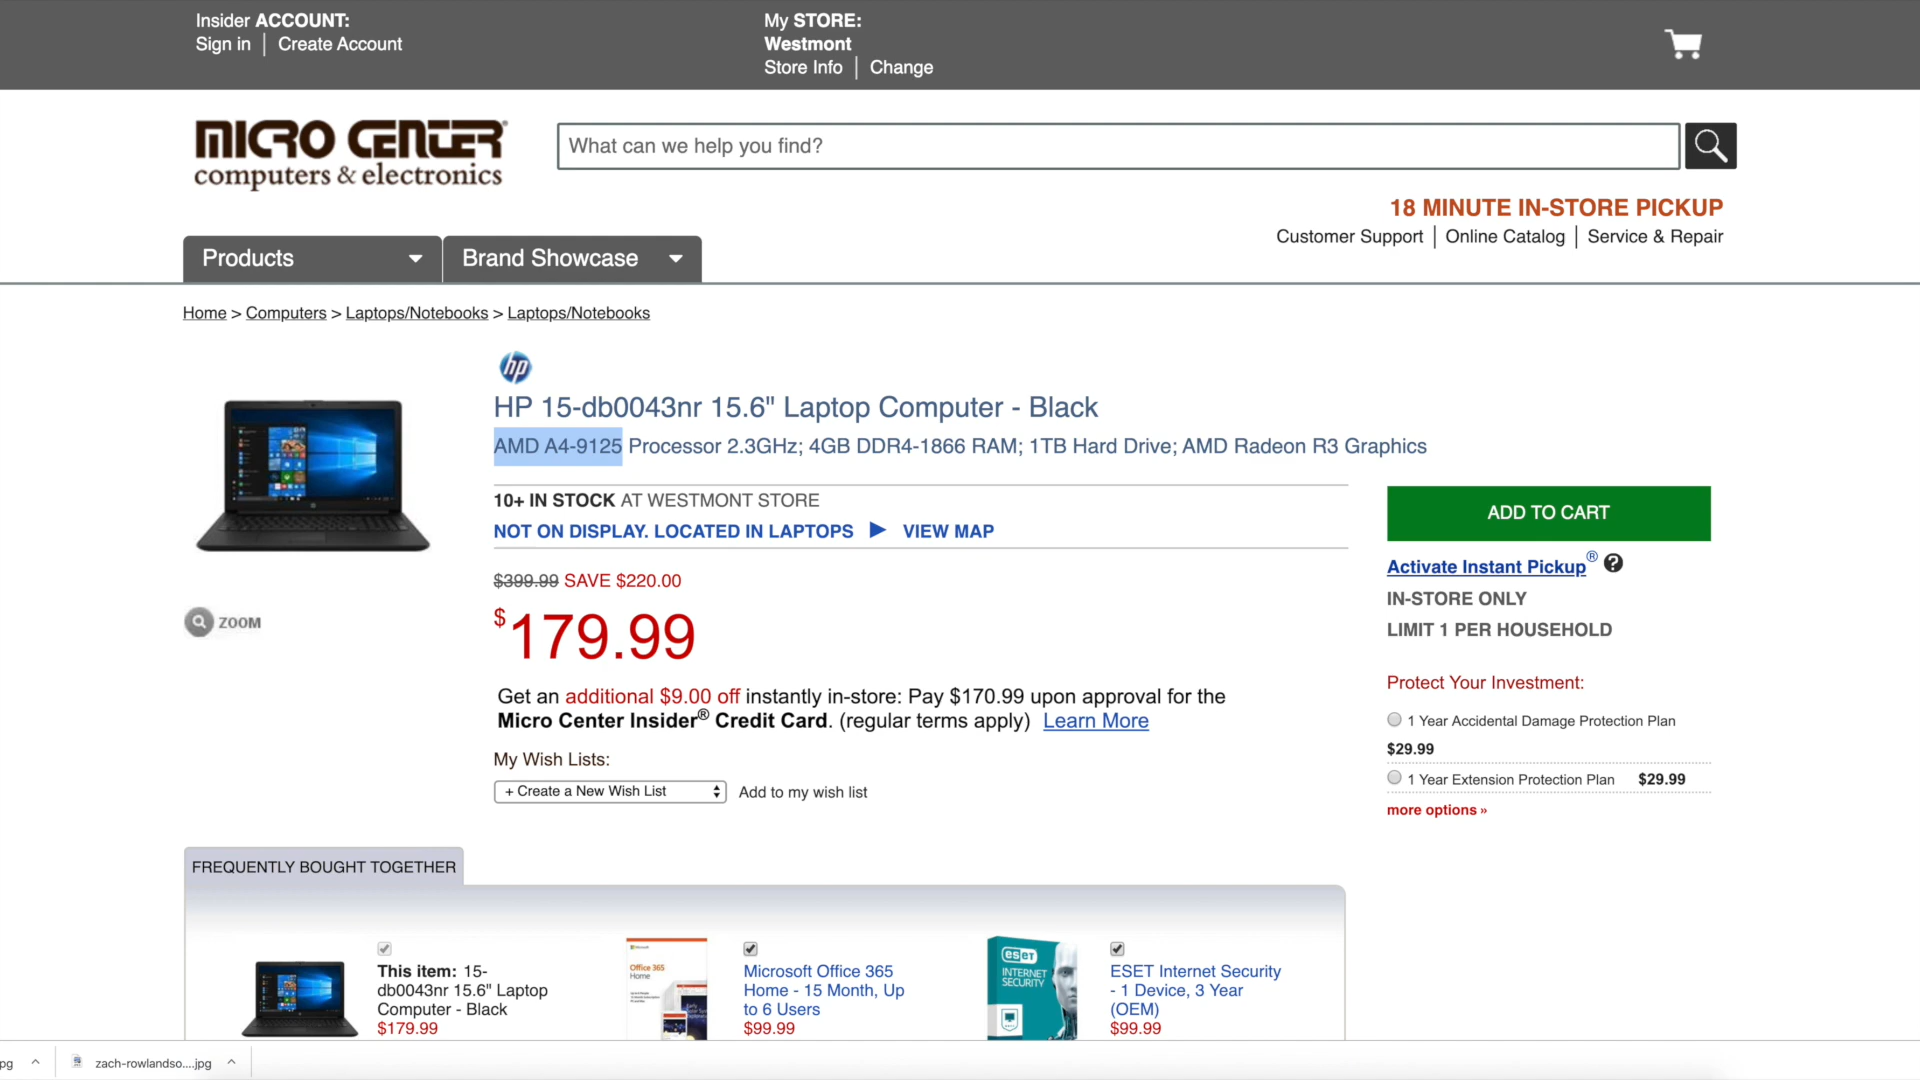 Insider ACCOUNT:
Sign in | Create Account
My STORE:
Westmont
Store Info | Change
MICRO CENTER
computers & electronics
What can we help you find?
18 MINUTE IN-STORE PICKUP
Customer Support | Online Catalog | Service & Repair
Products
Brand Showcase
Home > Computers > Laptops/Notebooks > Laptops/Notebooks
hp
HP 15-db0043nr 15.6" Laptop Computer - Black
AMD A4-9125 Processor 2.3GHz; 4GB DDR4-1866 RAM; 1TB Hard Drive; AMD Radeon R3 Graphics
10+ IN STOCK AT WESTMONT STORE
NOT ON DISPLAY. LOCATED IN LAPTOPS ▶ VIEW MAP
$399.99 SAVE $220.00
$179.99
ZOOM
Get an additional $9.00 off instantly in-store: Pay $170.99 upon approval for the
Micro Center Insider® Credit Card. (regular terms apply) Learn More
My Wish Lists:
+ Create a New Wish List
Add to my wish list
ADD TO CART
Activate Instant Pickup® ?
IN-STORE ONLY
LIMIT 1 PER HOUSEHOLD
Protect Your Investment:
1 Year Accidental Damage Protection Plan
$29.99
1 Year Extension Protection Plan $29.99
more options »
FREQUENTLY BOUGHT TOGETHER
This item: 15-
db0043nr 15.6" Laptop
Computer - Black
$179.99
Office 365
Home
Microsoft Office 365
Home - 15 Month, Up
to 6 Users
$99.99
eseT
INTERNET
SECURITY
ESET Internet Security
- 1 Device, 3 Year
(OEM)
$99.99
pg
zach-rowlandso....jpg